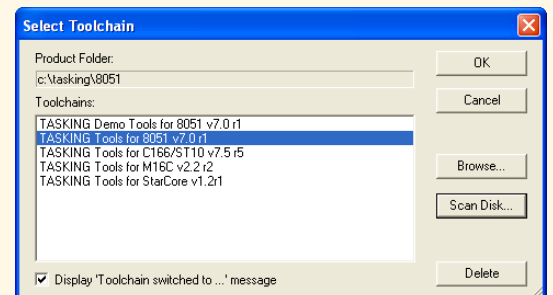 Select Toolchain
Product Folder:
c:\tasking\8051
Toolchains:
TASKING Demo Tools for 8051 v7.0 r1
TASKING Tools for 8051 v7.0 r1
TASKING Tools for C166/ST10 v7.5 r5
TASKING Tools for M16C v2.2 r2
TASKING Tools for StarCore v1.2r1
Display 'Toolchain switched to ...' message
OK
Cancel
Browse...
Scan Disk...
Delete